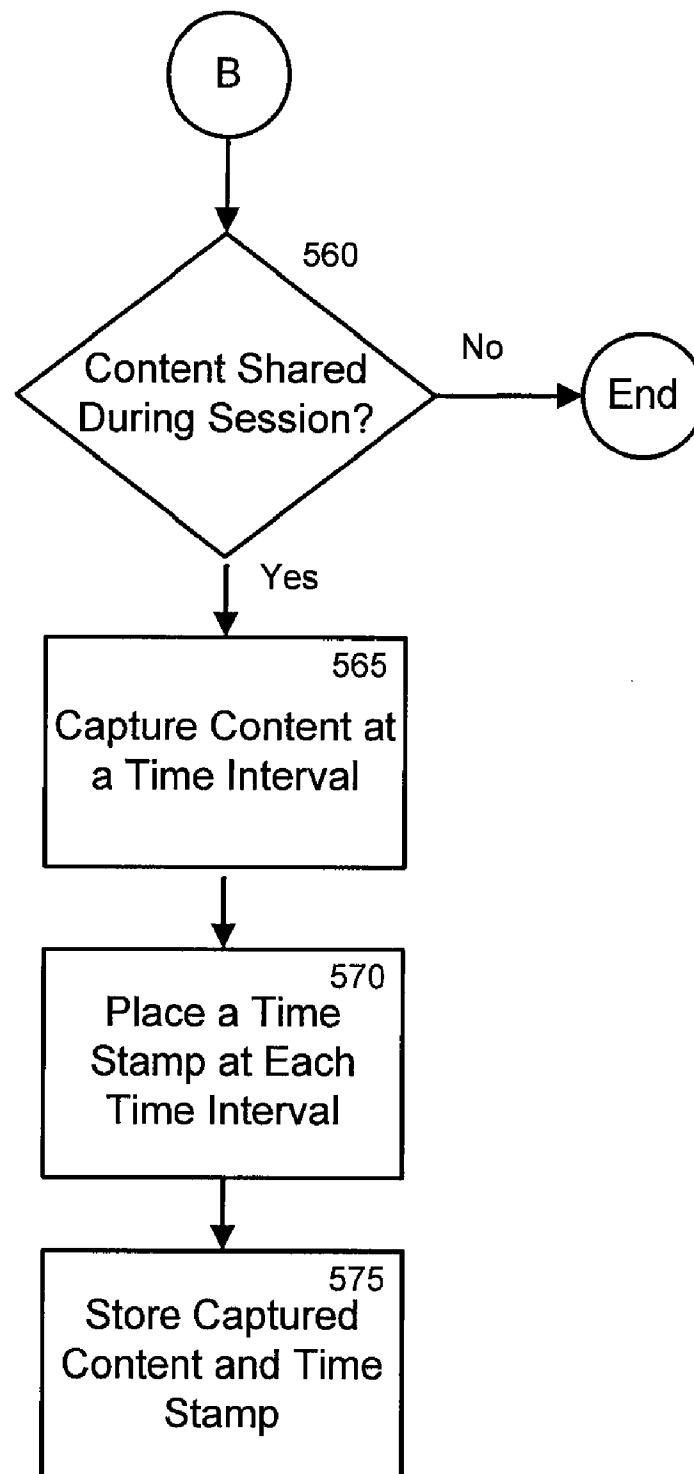 B
560
Content Shared
During Session?
No
End
Yes
565
Capture Content at
a Time Interval
570
Place a Time
Stamp at Each
Time Interval
575
Store Captured
Content and Time
Stamp